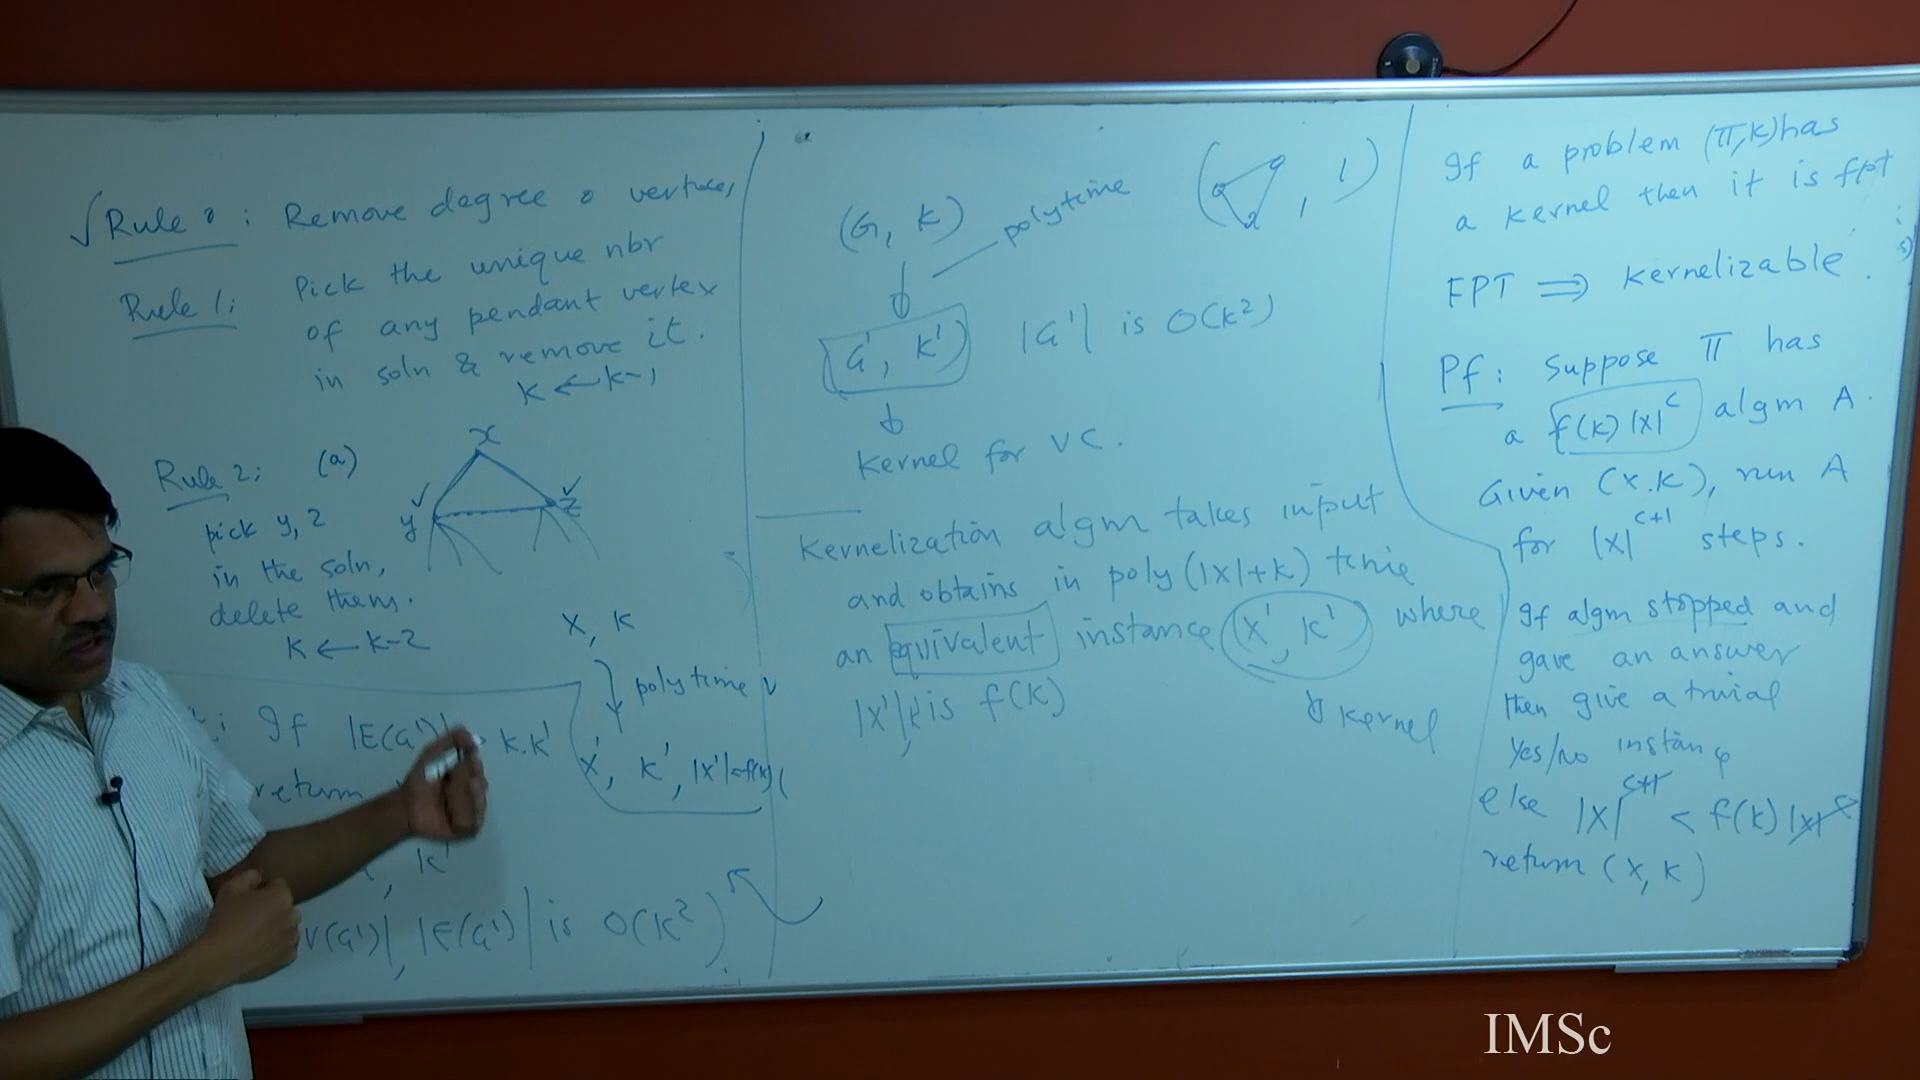 √Rule 0: Remove degree 0 vertices,
Rule 1: Pick the unique nbr
of any pendant vertex
in soln & remove it.
k ← k-1
Rule 2: (a)
pick y, z
in the soln,
delete them.
k ← k-2
x
y
z
x, k
polytime
x', k', |x'| < f(k)
If |E(G')| > k.k'
return
k'
V(G')|, |E(G')| is O(k²)
(G, k)
polytime
( , 1)
(G', k')
|G'| is O(k²)
Kernel for VC.
Kernelization algm takes input
and obtains in poly(|x|+k) time
an equivalent instance (x', k') where
|x'|, k' is f(k)
Kernel
If a problem (π,k) has
a kernel then it is fpt
FPT ⟹ Kernelizable.
Pf: Suppose π has
a f(k)|x|^c algm A.
Given (x,k), run A
for |x|^{c+1} steps.
If algm stopped and
gave an answer
then give a trivial
Yes/No instance
else |x|^{c+1} < f(k)|x|^c
return (x, k)
IMSc